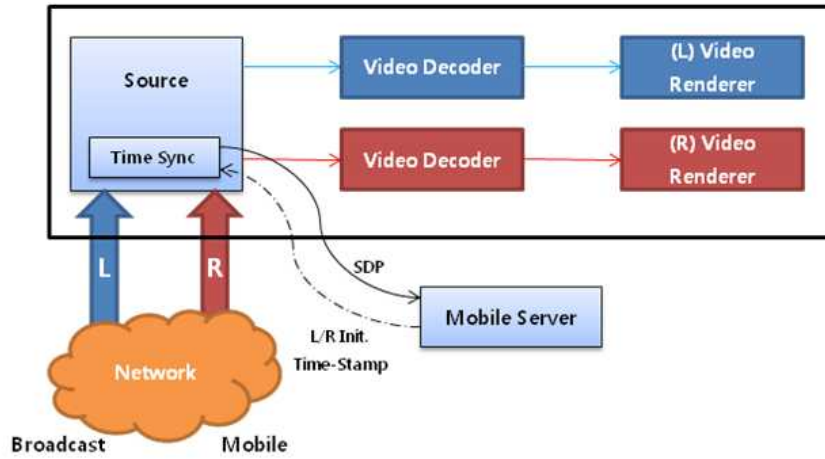 Source
Time Sync
Video Decoder
(L) Video
Renderer
Video Decoder
(R) Video
Renderer
L
R
SDP
Mobile Server
L/R Init.
Time-Stamp
Network
Broadcast
Mobile